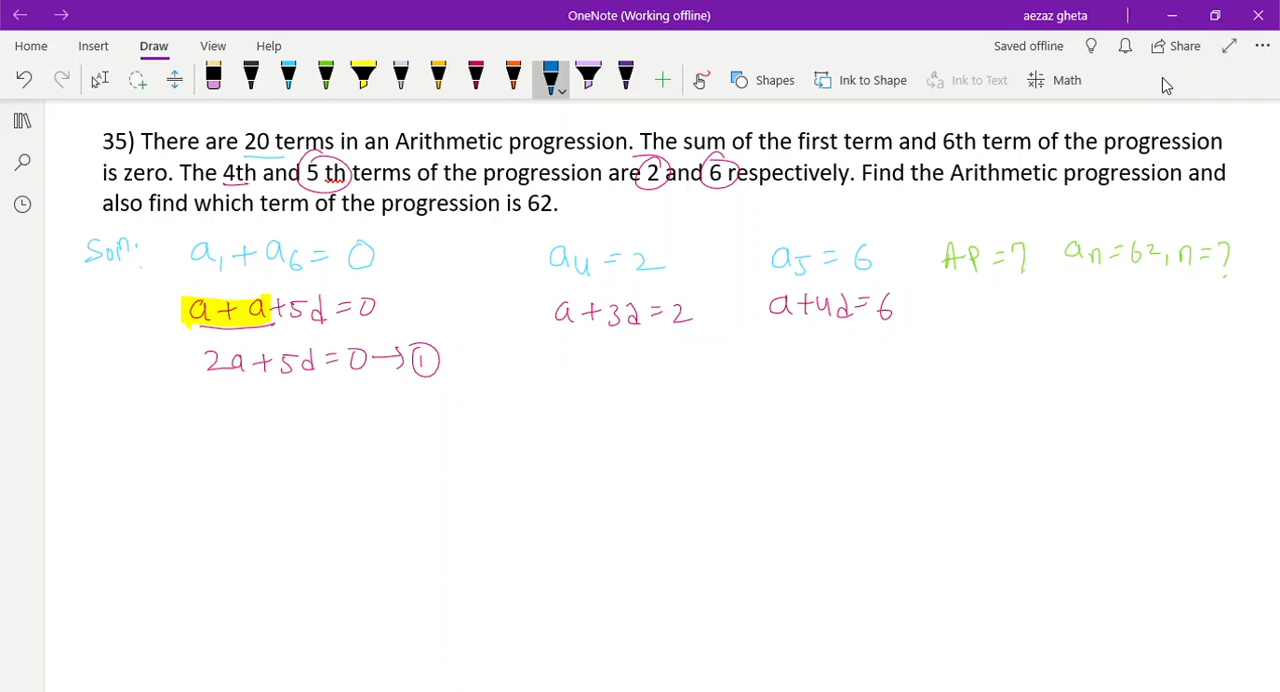 OneNote (Working offline)
aezaz gheta
Home Insert Draw View Help
Saved offline Share
Shapes Ink to Shape Ink to Text Math
35) There are 20 terms in an Arithmetic progression. The sum of the first term and 6th term of the progression
is zero. The 4th and 5 th terms of the progression are 2 and 6 respectively. Find the Arithmetic progression and
also find which term of the progression is 62.
Soln: a₁ + a₆ = 0 a₄ = 2 a₅ = 6 AP = ? aₙ = 62, n = ?
a + a + 5d = 0 a + 3d = 2 a + 4d = 6
2a + 5d = 0 → ①